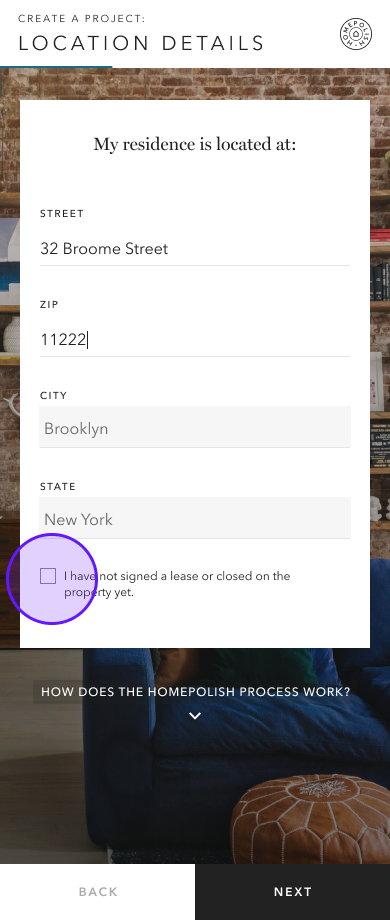 CREATE A PROJECT:
LOCATION DETAILS
HOMEPOLISH
My residence is located at:
STREET
32 Broome Street
ZIP
11222
CITY
Brooklyn
STATE
New York
I have not signed a lease or closed on the
property yet.
HOW DOES THE HOMEPOLISH PROCESS WORK?
BACK
NEXT